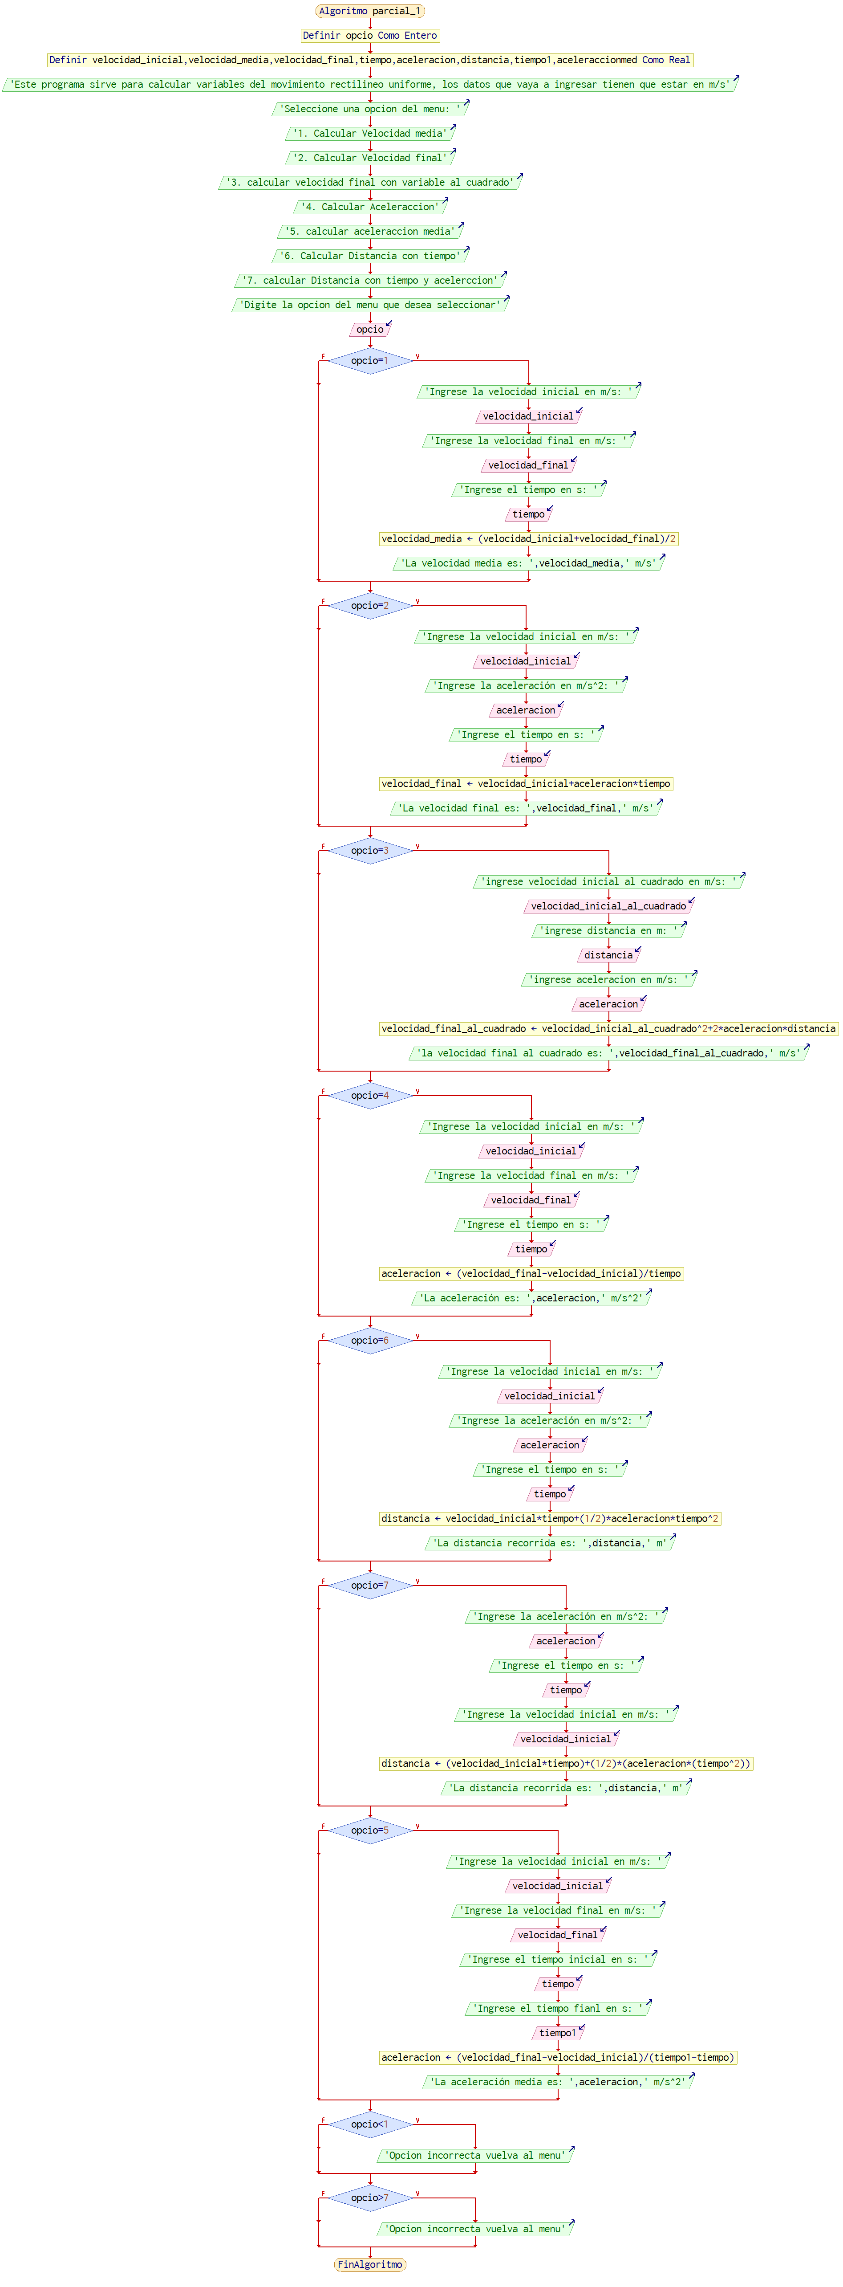 Algoritmo parcial_1
Definir opcio Como Entero
Definir velocidad_inicial,velocidad_media,velocidad_final,tiempo,aceleracion,distancia,tiempo1,aceleraccionmed Como Real
'Este programa sirve para calcular variables del movimiento rectilineo uniforme, los datos que vaya a ingresar tienen que estar en m/s'
'Seleccione una opcion del menu: '
'1. Calcular Velocidad media'
'2. Calcular Velocidad final'
'3. calcular velocidad final con variable al cuadrado'
'4. Calcular Aceleraccion'
'5. calcular aceleraccion media'
'6. Calcular Distancia con tiempo'
'7. calcular Distancia con tiempo y acelerccion'
'Digite la opcion del menu que desea seleccionar'
opcio
F opcio=1 V
'Ingrese la velocidad inicial en m/s: '
velocidad_inicial
'Ingrese la velocidad final en m/s: '
velocidad_final
'Ingrese el tiempo en s: '
tiempo
velocidad_media ← (velocidad_inicial+velocidad_final)/2
'La velocidad media es: ',velocidad_media,' m/s'
F opcio=2 V
'Ingrese la velocidad inicial en m/s: '
velocidad_inicial
'Ingrese la aceleración en m/s^2: '
aceleracion
'Ingrese el tiempo en s: '
tiempo
velocidad_final ← velocidad_inicial+aceleracion*tiempo
'La velocidad final es: ',velocidad_final,' m/s'
F opcio=3 V
'ingrese velocidad inicial al cuadrado en m/s: '
velocidad_inicial_al_cuadrado
'ingrese distancia en m: '
distancia
'ingrese aceleracion en m/s: '
aceleracion
velocidad_final_al_cuadrado ← velocidad_inicial_al_cuadrado^2+2*aceleracion*distancia
'la velocidad final al cuadrado es: ',velocidad_final_al_cuadrado,' m/s'
F opcio=4 V
'Ingrese la velocidad inicial en m/s: '
velocidad_inicial
'Ingrese la velocidad final en m/s: '
velocidad_final
'Ingrese el tiempo en s: '
tiempo
aceleracion ← (velocidad_final-velocidad_inicial)/tiempo
'La aceleración es: ',aceleracion,' m/s^2'
F opcio=6 V
'Ingrese la velocidad inicial en m/s: '
velocidad_inicial
'Ingrese la aceleración en m/s^2: '
aceleracion
'Ingrese el tiempo en s: '
tiempo
distancia ← velocidad_inicial*tiempo+(1/2)*aceleracion*tiempo^2
'La distancia recorrida es: ',distancia,' m'
F opcio=7 V
'Ingrese la aceleración en m/s^2: '
aceleracion
'Ingrese el tiempo en s: '
tiempo
'Ingrese la velocidad inicial en m/s: '
velocidad_inicial
distancia ← (velocidad_inicial*tiempo)+(1/2)*(aceleracion*(tiempo^2))
'La distancia recorrida es: ',distancia,' m'
F opcio=5 V
'Ingrese la velocidad inicial en m/s: '
velocidad_inicial
'Ingrese la velocidad final en m/s: '
velocidad_final
'Ingrese el tiempo inicial en s: '
tiempo
'Ingrese el tiempo fianl en s: '
tiempo1
aceleracion ← (velocidad_final-velocidad_inicial)/(tiempo1-tiempo)
'La aceleración media es: ',aceleracion,' m/s^2'
F opcio<1 V
'Opcion incorrecta vuelva al menu'
F opcio>7 V
'Opcion incorrecta vuelva al menu'
FinAlgoritmo